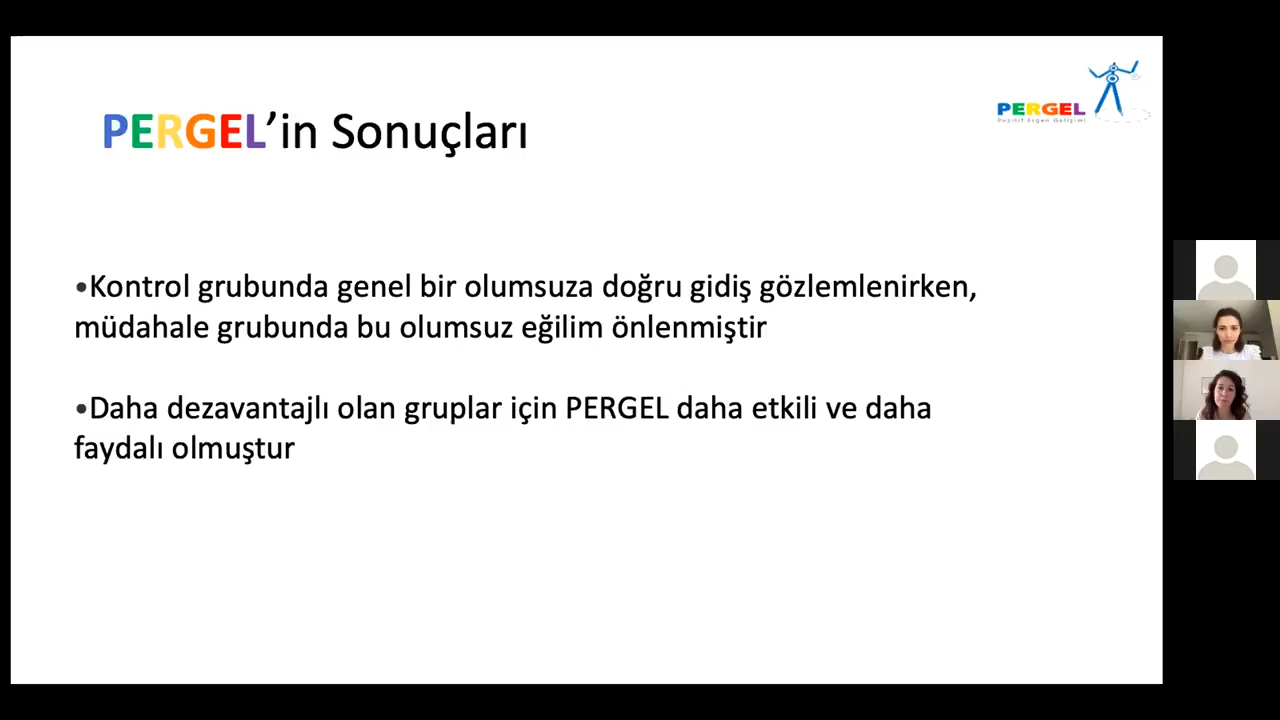 PERGEL'in Sonuçları
PERGEL
Pozitif Ergen Gelişimi
•Kontrol grubunda genel bir olumsuza doğru gidiş gözlemlenirken,
müdahale grubunda bu olumsuz eğilim önlenmiştir
•Daha dezavantajlı olan gruplar için PERGEL daha etkili ve daha
faydalı olmuştur